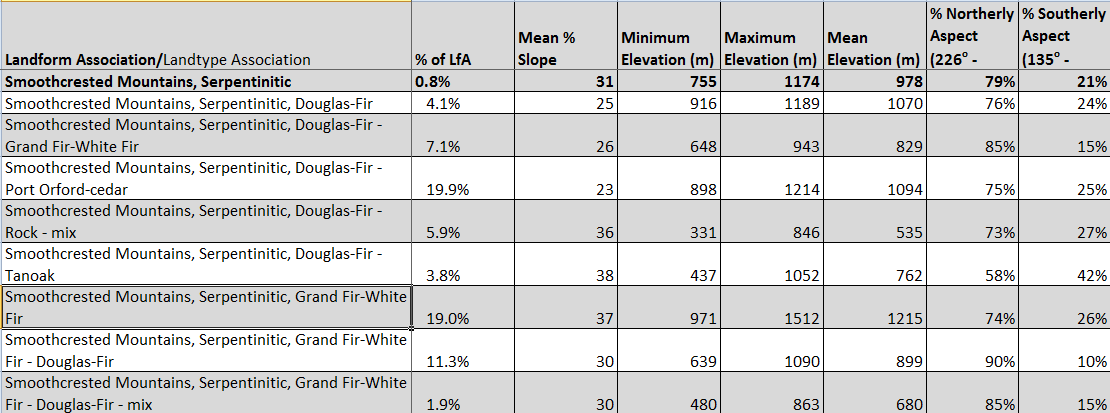 Landform Association/Landtype Association % of LfA Mean % Slope Minimum Elevation (m) Maximum Elevation (m) Mean Elevation (m) % Northerly Aspect (226° - % Southerly Aspect (135° -
Smoothcrested Mountains, Serpentinitic 0.8% 31 755 1174 978 79% 21%
Smoothcrested Mountains, Serpentinitic, Douglas-Fir 4.1% 25 916 1189 1070 76% 24%
Smoothcrested Mountains, Serpentinitic, Douglas-Fir -
Grand Fir-White Fir 7.1% 26 648 943 829 85% 15%
Smoothcrested Mountains, Serpentinitic, Douglas-Fir -
Port Orford-cedar 19.9% 23 898 1214 1094 75% 25%
Smoothcrested Mountains, Serpentinitic, Douglas-Fir -
Rock - mix 5.9% 36 331 846 535 73% 27%
Smoothcrested Mountains, Serpentinitic, Douglas-Fir -
Tanoak 3.8% 38 437 1052 762 58% 42%
Smoothcrested Mountains, Serpentinitic, Grand Fir-White
Fir 19.0% 37 971 1512 1215 74% 26%
Smoothcrested Mountains, Serpentinitic, Grand Fir-White
Fir - Douglas-Fir 11.3% 30 639 1090 899 90% 10%
Smoothcrested Mountains, Serpentinitic, Grand Fir-White
Fir - Douglas-Fir - mix 1.9% 30 480 863 680 85% 15%